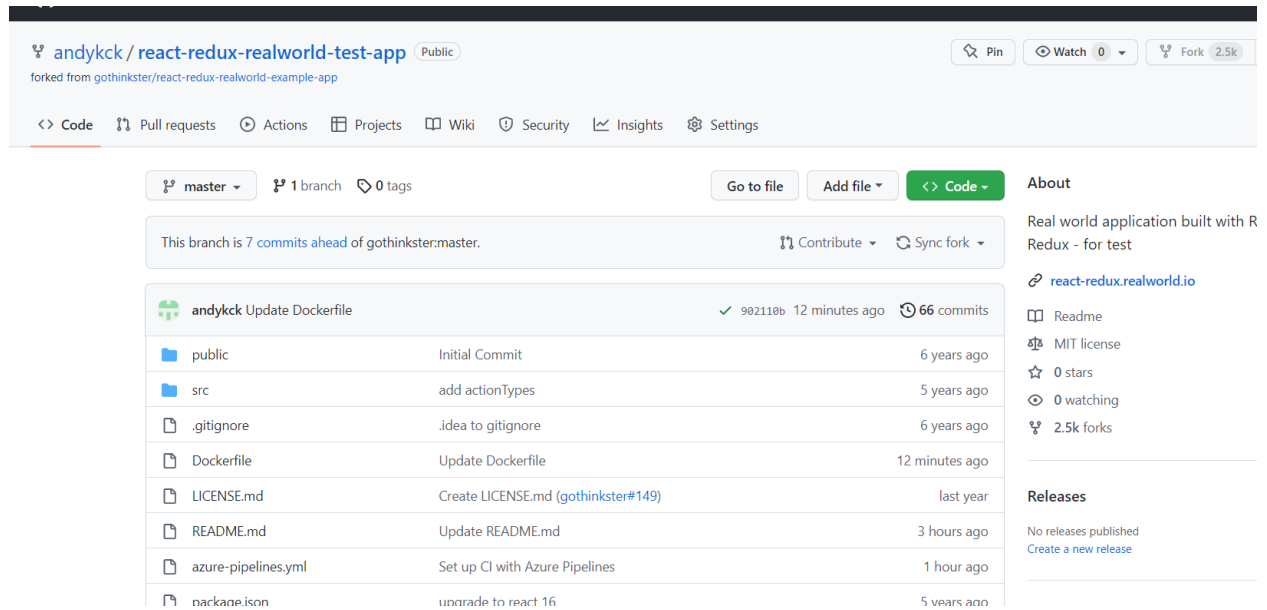 andykck / react-redux-realworld-test-app Public
Pin Watch 0 Fork 2.5k
forked from gothinkster/react-redux-realworld-example-app
Code Pull requests Actions Projects Wiki Security Insights Settings
master 1 branch 0 tags Go to file Add file Code
This branch is 7 commits ahead of gothinkster:master. Contribute Sync fork
andykck Update Dockerfile 902110b 12 minutes ago 66 commits
public Initial Commit 6 years ago
src add actionTypes 5 years ago
.gitignore .idea to gitignore 6 years ago
Dockerfile Update Dockerfile 12 minutes ago
LICENSE.md Create LICENSE.md (gothinkster#149) last year
README.md Update README.md 3 hours ago
azure-pipelines.yml Set up CI with Azure Pipelines 1 hour ago
package.json upgrade to react 16 5 years ago
About
Real world application built with R
Redux - for test
react-redux.realworld.io
Readme
MIT license
0 stars
0 watching
2.5k forks
Releases
No releases published
Create a new release